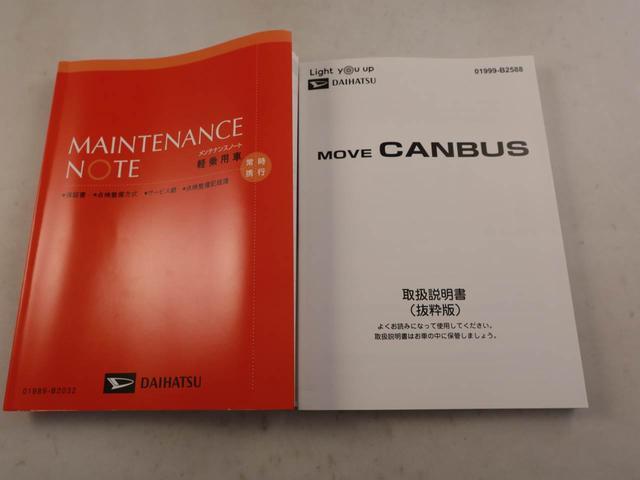 MAINTENANCE
NOTE
メンテナンスノート
軽乗用車
常時
携行
●保証書 ●点検整備方式 ●サービス網 ●点検整備記録簿
DAIHATSU
01989-B2032
Light you up
DAIHATSU
01999-B2588
MOVE CANBUS
取扱説明書
（抜粋版）
よくお読みになって使用してください。
取扱説明書はお車の中に保管しましょう。